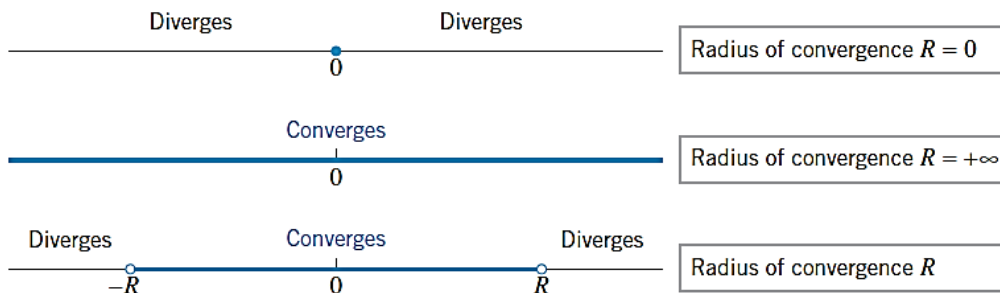 Diverges Diverges
0
Radius of convergence R = 0
Converges
0
Radius of convergence R = +∞
Diverges Converges Diverges
−R 0 R
Radius of convergence R